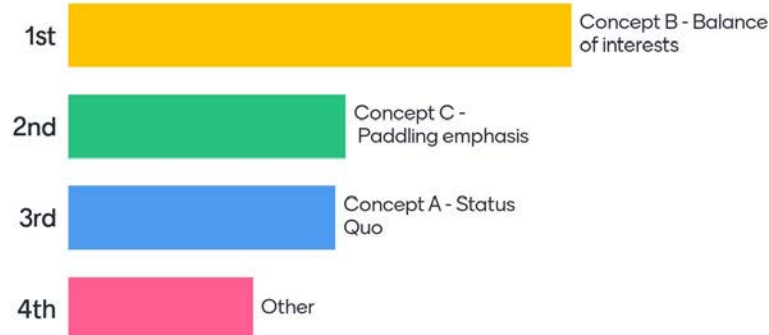 1st
Concept B - Balance
of interests
2nd
Concept C -
Paddling emphasis
3rd
Concept A - Status
Quo
4th
Other